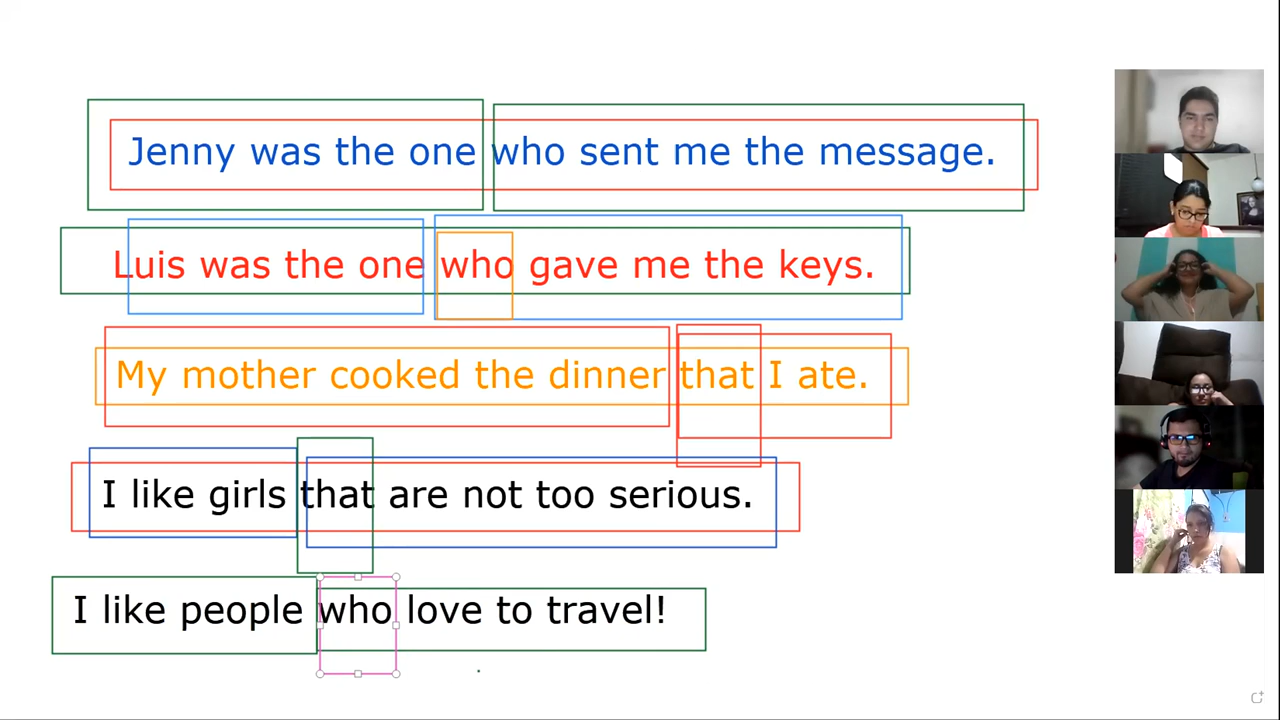 Jenny was the one who sent me the message.
Luis was the one who gave me the keys.
My mother cooked the dinner that I ate.
I like girls that are not too serious.
I like people who love to travel!